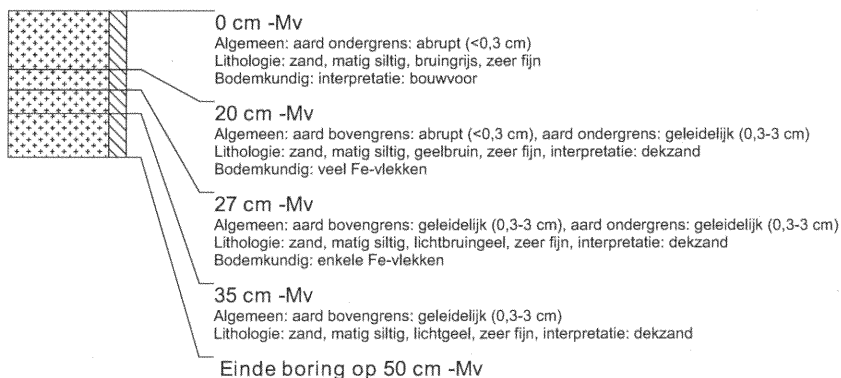 0 cm -Mv
Algemeen: aard ondergrens: abrupt (<0,3 cm)
Lithologie: zand, matig siltig, bruingrijs, zeer fijn
Bodemkundig: interpretatie: bouwvoor
20 cm -Mv
Algemeen: aard bovengrens: abrupt (<0,3 cm), aard ondergrens: geleidelijk (0,3-3 cm)
Lithologie: zand, matig siltig, geelbruin, zeer fijn, interpretatie: dekzand
Bodemkundig: veel Fe-vlekken
27 cm -Mv
Algemeen: aard bovengrens: geleidelijk (0,3-3 cm), aard ondergrens: geleidelijk (0,3-3 cm)
Lithologie: zand, matig siltig, lichtbruingeel, zeer fijn, interpretatie: dekzand
Bodemkundig: enkele Fe-vlekken
35 cm -Mv
Algemeen: aard bovengrens: geleidelijk (0,3-3 cm)
Lithologie: zand, matig siltig, lichtgeel, zeer fijn, interpretatie: dekzand
Einde boring op 50 cm -Mv